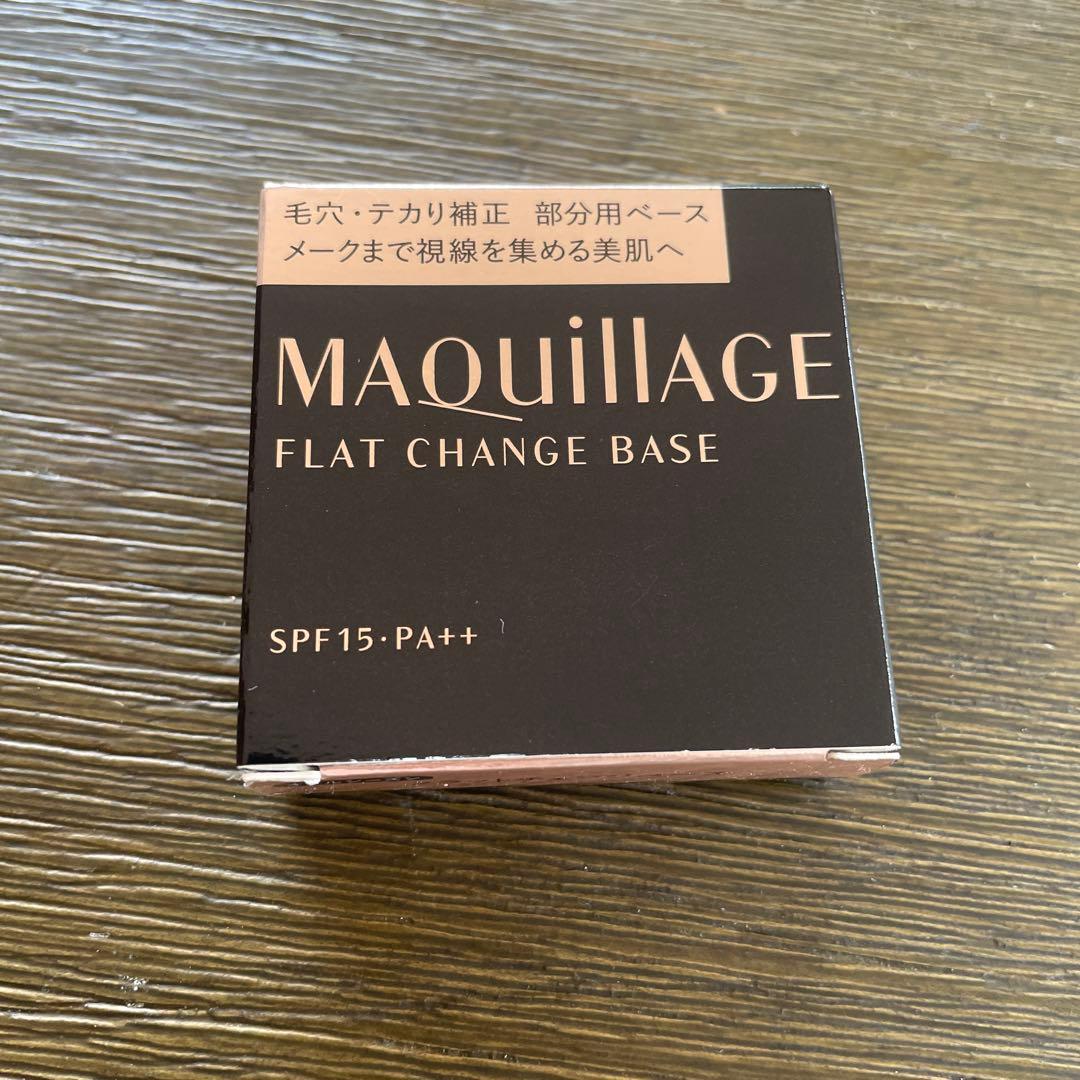 毛穴・テカリ補正 部分用ベース
メークまで視線を集める美肌へ
MAQuillAGE
FLAT CHANGE BASE
SPF15・PA++